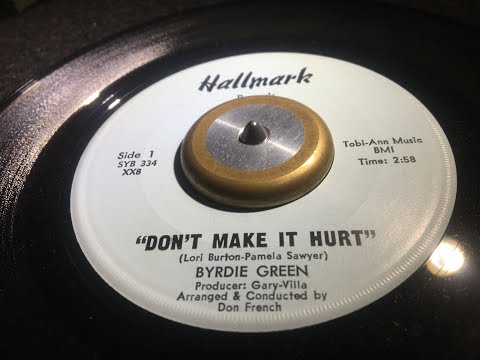 Hallmark
Side 1
SYB 334
XX8
Tobi-Ann Music
BMI
Time: 2:58
"DON'T MAKE IT HURT"
(Lori Burton-Pamela Sawyer)
BYRDIE GREEN
Producer: Gary-Villa
Arranged & Conducted by
Don French